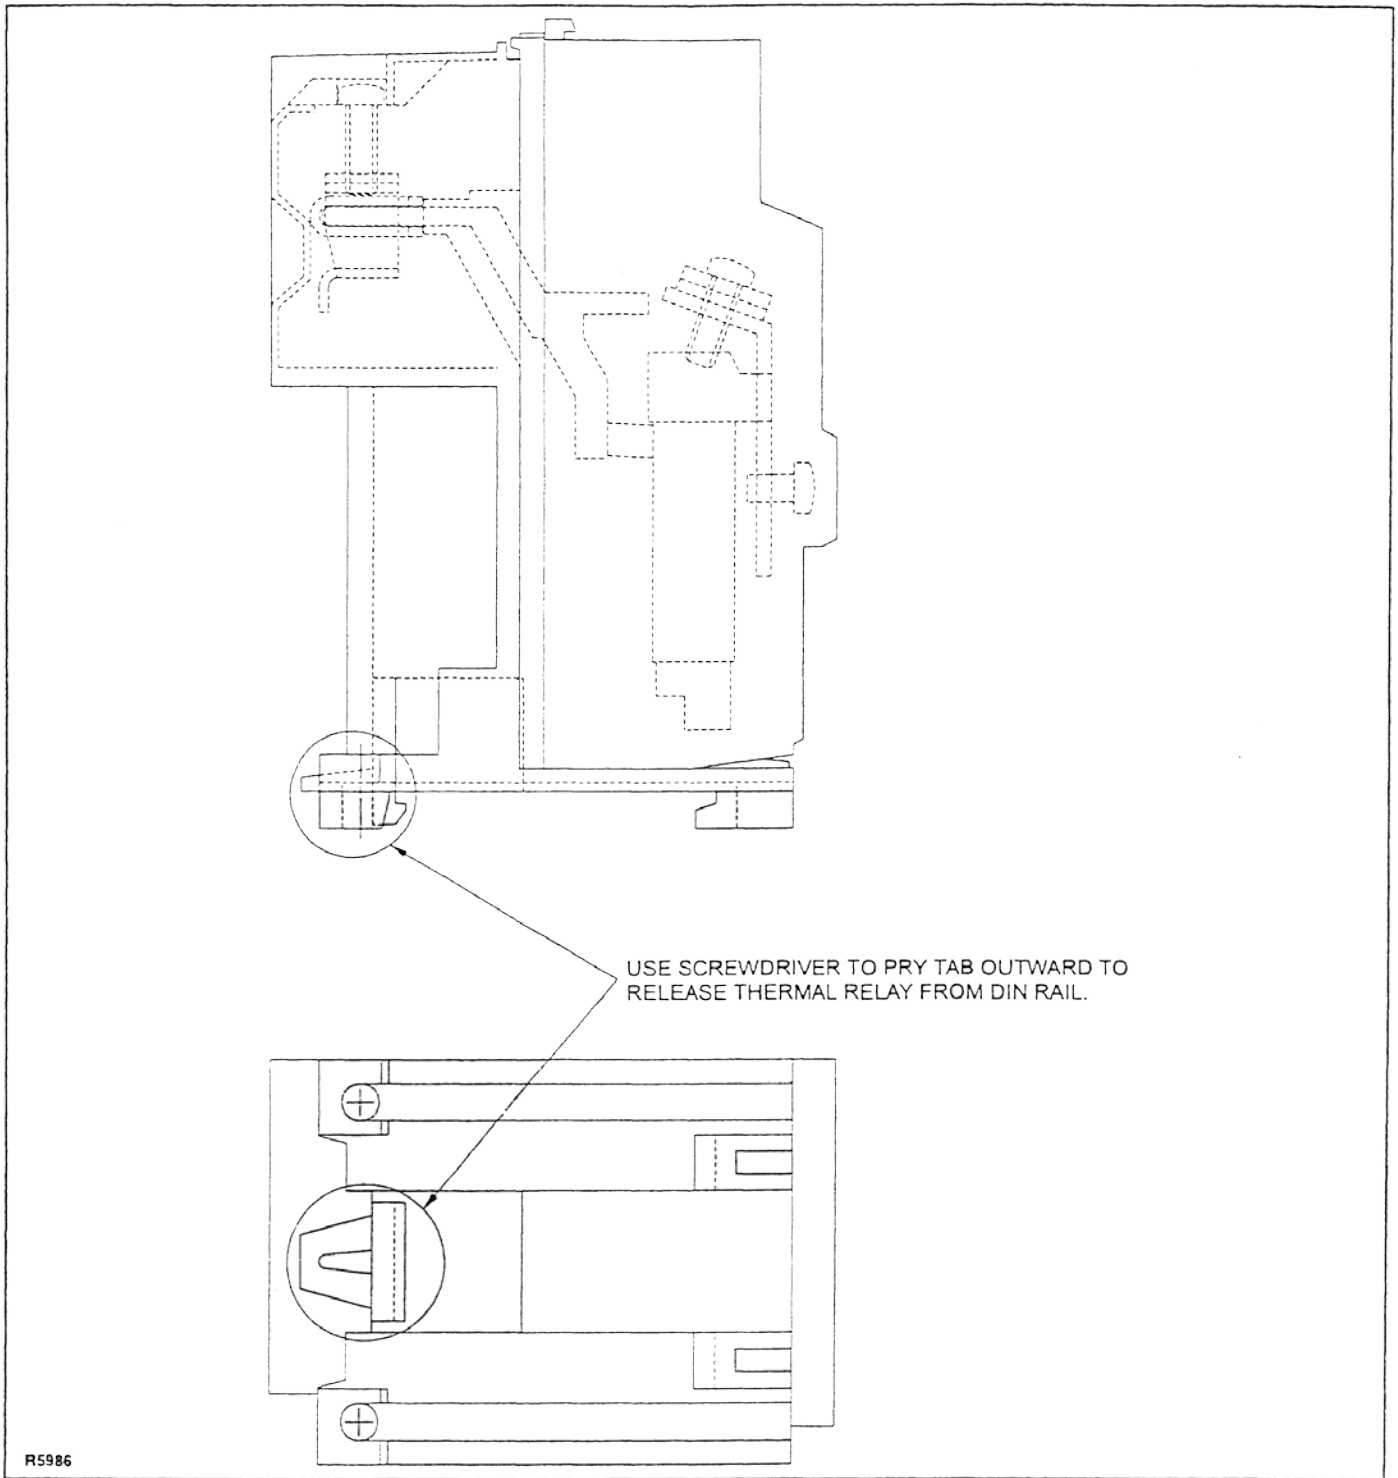 USE SCREWDRIVER TO PRY TAB OUTWARD TO
RELEASE THERMAL RELAY FROM DIN RAIL.
R5986